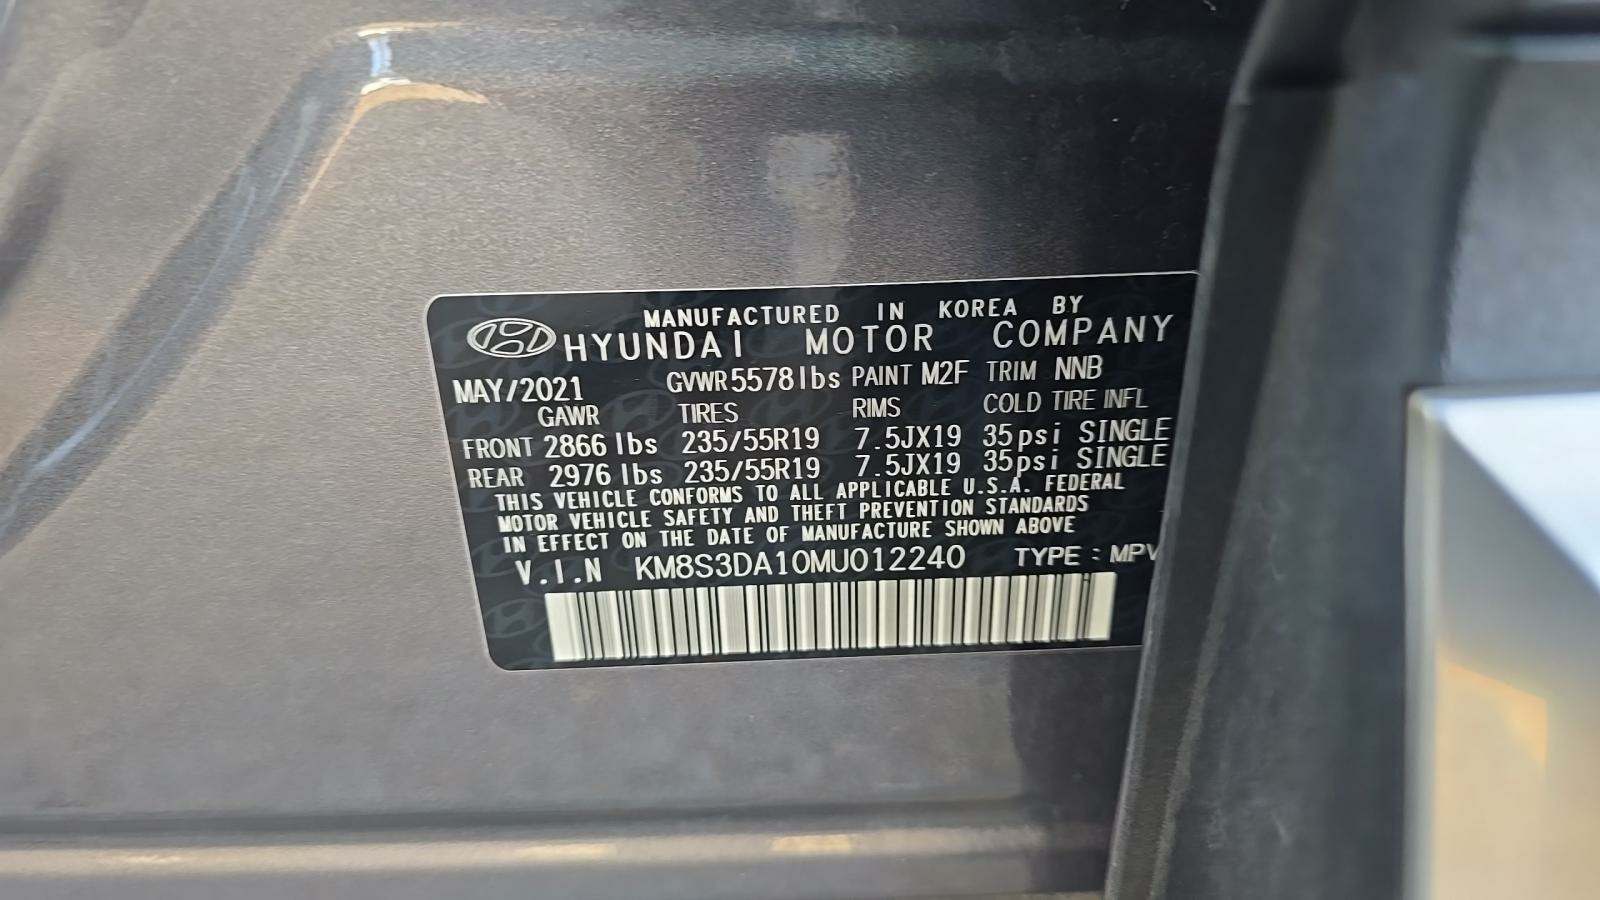 MANUFACTURED IN KOREA BY
HYUNDAI MOTOR COMPANY
MAY/2021 GVWR 5578lbs PAINT M2F TRIM NNB
GAWR TIRES RIMS COLD TIRE INFL
FRONT 2866 lbs 235/55R19 7.5JX19 35psi SINGLE
REAR 2976 lbs 235/55R19 7.5JX19 35psi SINGLE
THIS VEHICLE CONFORMS TO ALL APPLICABLE U.S.A. FEDERAL
MOTOR VEHICLE SAFETY AND THEFT PREVENTION STANDARDS
IN EFFECT ON THE DATE OF MANUFACTURE SHOWN ABOVE
V.I.N KM8S3DA10MU012240 TYPE : MPV